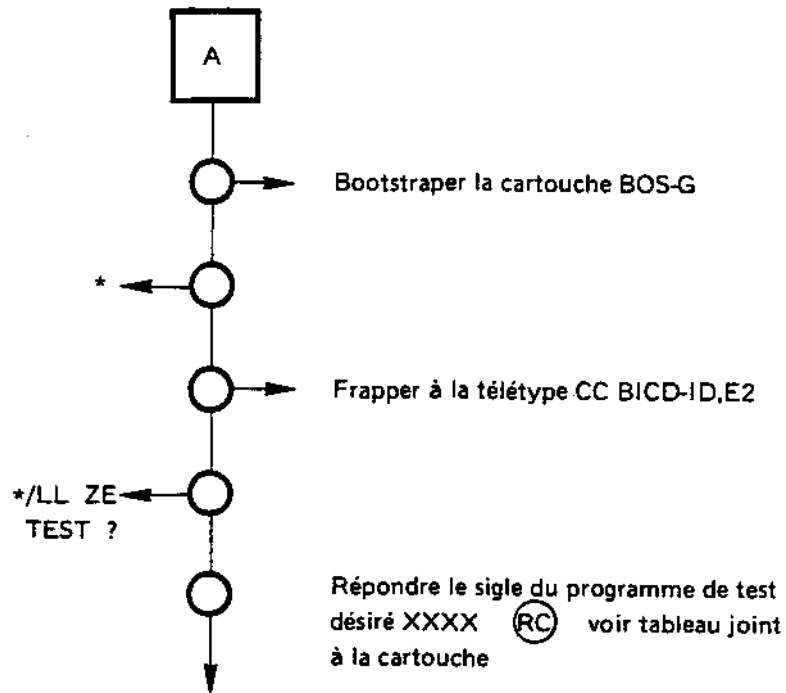 A
Bootstraper la cartouche BOS-G
*
Frapper à la télétype CC BICD-ID,E2
*/LL ZE
TEST ?
Répondre le sigle du programme de test
désiré XXXX RC voir tableau joint
à la cartouche